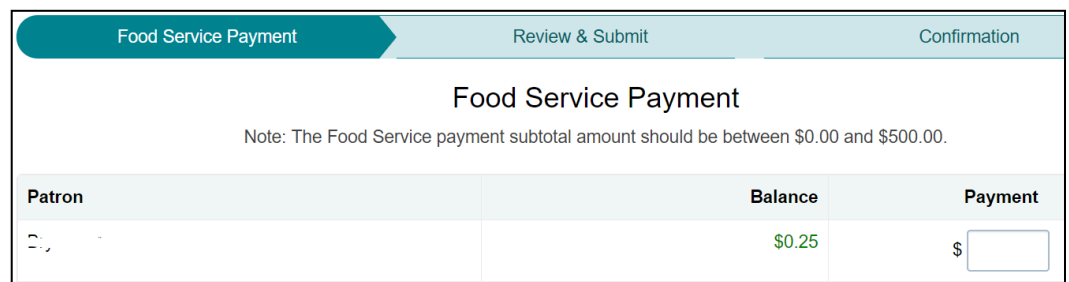 Food Service Payment Review & Submit Confirmation
Food Service Payment
Note: The Food Service payment subtotal amount should be between $0.00 and $500.00.
Patron Balance Payment
$0.25 $